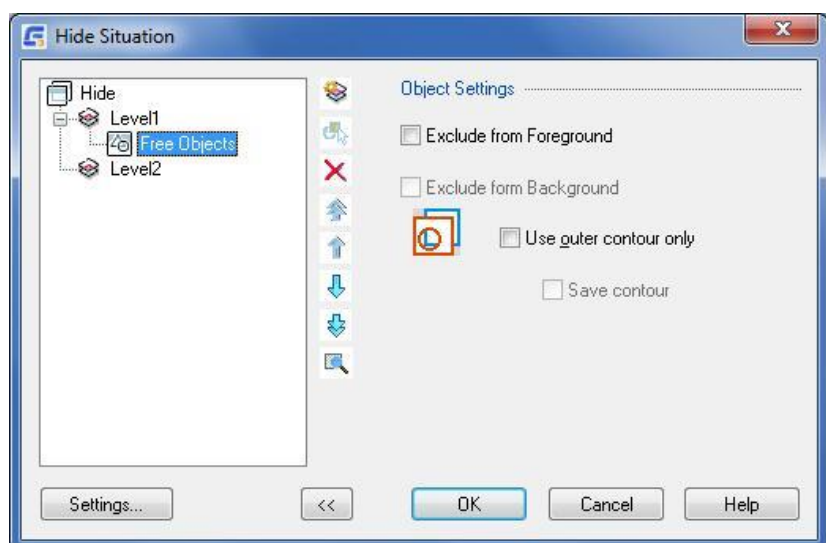 Hide Situation
Hide
Level1
Free Objects
Level2
Object Settings
Exclude from Foreground
Exclude form Background
Use outer contour only
Save contour
Settings...
<<
OK
Cancel
Help